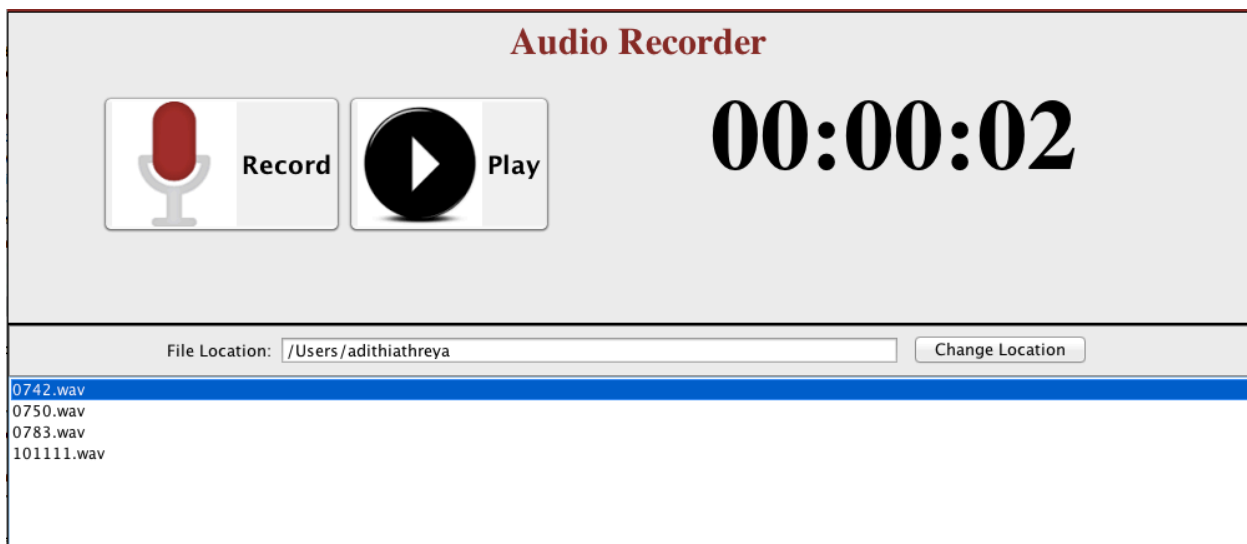 Audio Recorder
Record Play 00:00:02
File Location: /Users/adithiathreya Change Location
0742.wav
0750.wav
0783.wav
101111.wav